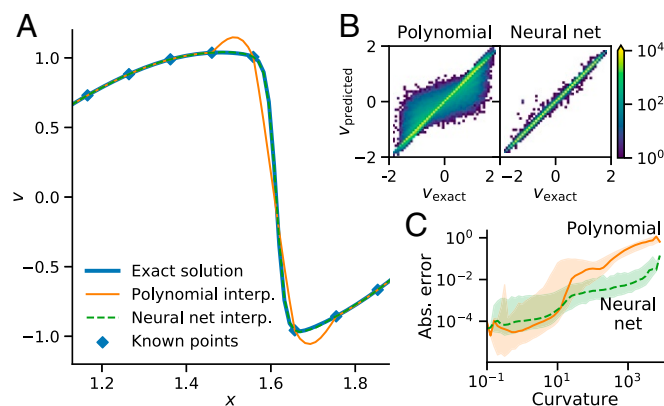 A
1.0
0.5
0.0
−0.5
−1.0
v
Exact solution
Polynomial interp.
Neural net interp.
Known points
1.2
1.4
1.6
1.8
x
B
Polynomial
Neural net
2
0
−2
v predicted
−2
0
2
−2
0
2
v exact
v exact
10^4
10^2
10^0
C
Polynomial
10^0
10^−2
10^−4
Abs. error
Neural
net
10^−1
10^1
10^3
Curvature